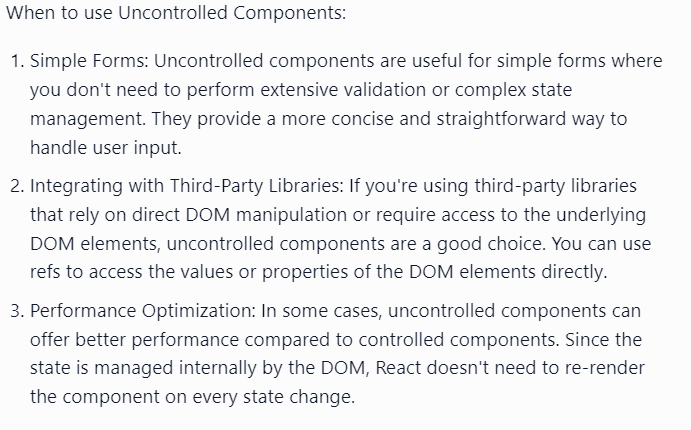 When to use Uncontrolled Components:
1. Simple Forms: Uncontrolled components are useful for simple forms where
you don't need to perform extensive validation or complex state
management. They provide a more concise and straightforward way to
handle user input.
2. Integrating with Third-Party Libraries: If you're using third-party libraries
that rely on direct DOM manipulation or require access to the underlying
DOM elements, uncontrolled components are a good choice. You can use
refs to access the values or properties of the DOM elements directly.
3. Performance Optimization: In some cases, uncontrolled components can
offer better performance compared to controlled components. Since the
state is managed internally by the DOM, React doesn't need to re-render
the component on every state change.